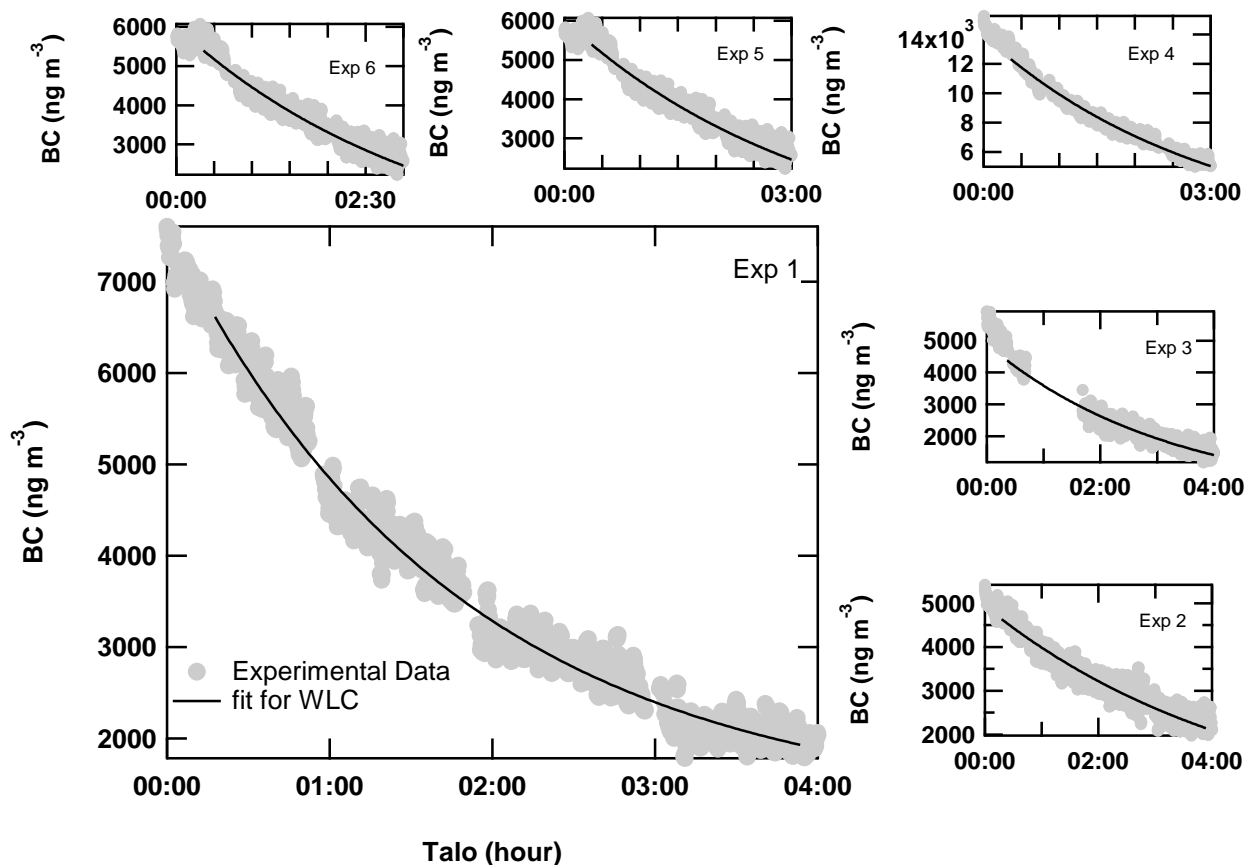 BC (ng m-3)
6000
5000
4000
3000
Exp 6
00:00 02:30
BC (ng m-3)
6000
5000
4000
3000
Exp 5
00:00 03:00
BC (ng m-3)
14x10 3
12
10
8
6
Exp 4
00:00 03:00
BC (ng m-3)
7000
6000
5000
4000
3000
2000
Exp 1
Experimental Data
fit for WLC
00:00 01:00 02:00 03:00 04:00
Talo (hour)
BC (ng m-3)
5000
4000
3000
2000
Exp 3
00:00 02:00 04:00
BC (ng m-3)
5000
4000
3000
2000
Exp 2
00:00 02:00 04:00